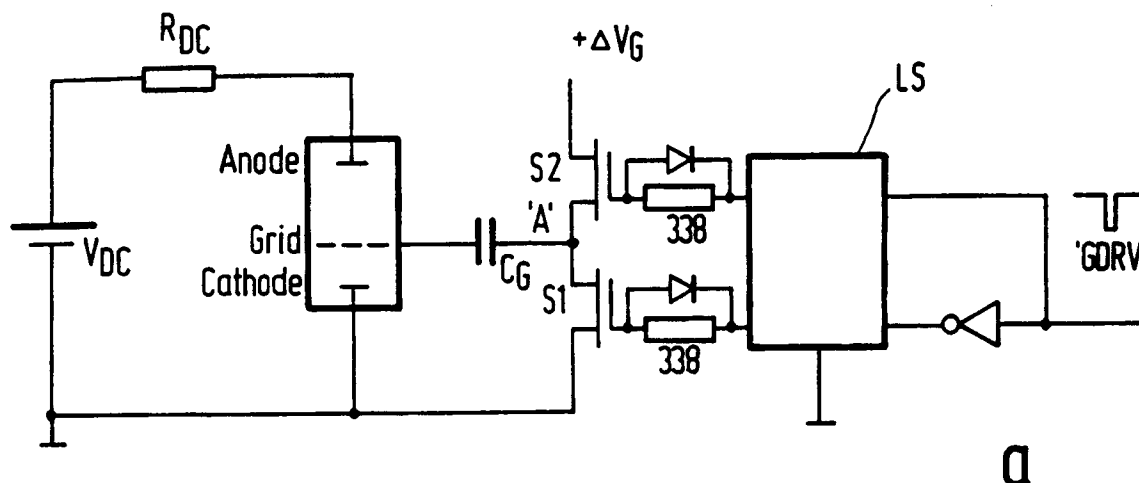 R_DC
+ΔV_G
LS
Anode
S2
'A'
338
Grid
V_DC
C_G
Cathode
S1
338
'GDRV
a